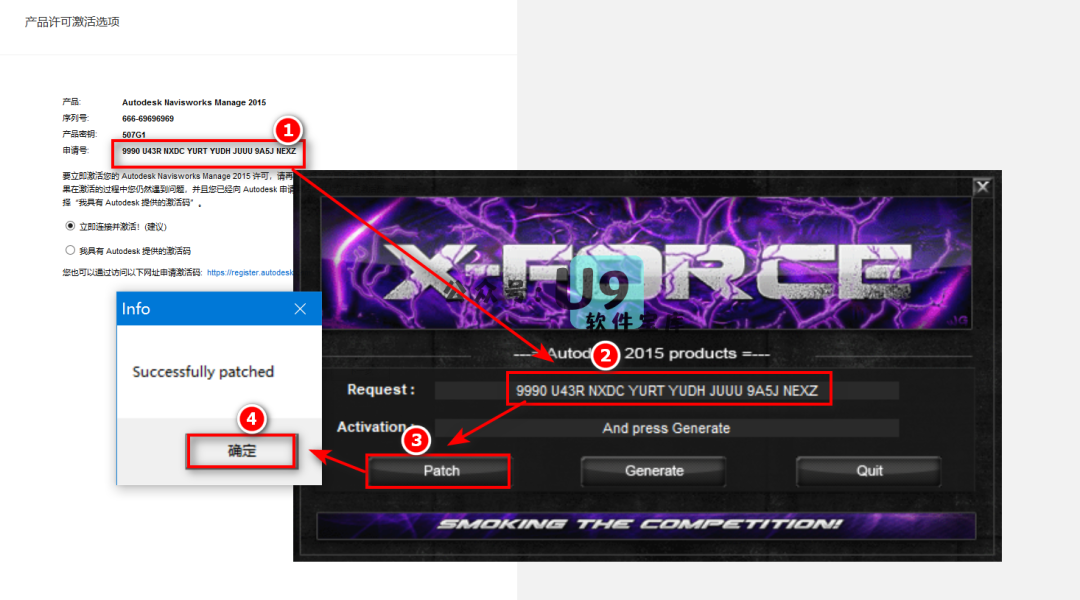 产品许可激活选项
产品: Autodesk Navisworks Manage 2015
序列号: 666-69696969
产品密钥: 507G1
申请号: 9990 U43R NXDC YURT YUDH JUUU 9A5J NEXZ
1
要立即激活您的 Autodesk Navisworks Manage 2015 许可，请再
果在激活的过程中您仍然遇到问题，并且您已经向 Autodesk 申请
择“我具有 Autodesk 提供的激活码”。
立即连接并激活! (建议)
我具有 Autodesk 提供的激活码
您也可以通过访问以下网址申请激活码: https://register.autodesk
X-FORCE
U9
软件
---= Autod 2015 products =---
2
Request : 9990 U43R NXDC YURT YUDH JUUU 9A5J NEXZ
Activation And press Generate
3
Patch Generate Quit
SMOKING THE COMPETITION!
Info
Successfully patched
4
确定